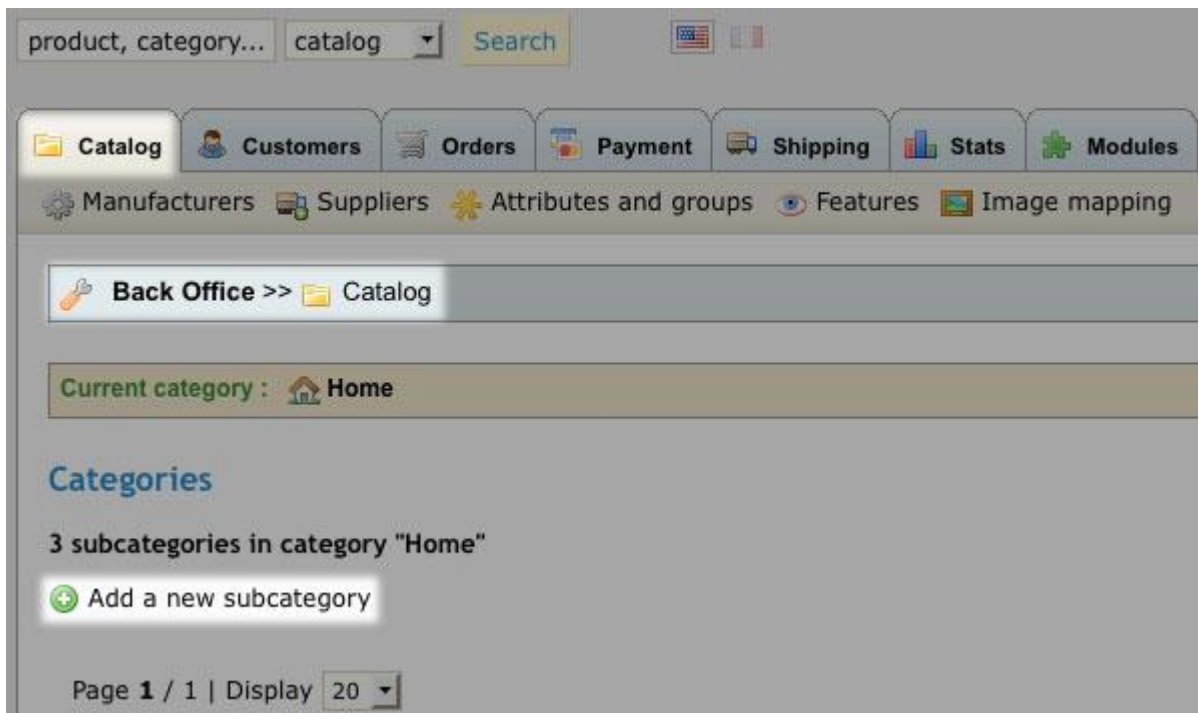 product, category... catalog Search
Catalog Customers Orders Payment Shipping Stats Modules
Manufacturers Suppliers Attributes and groups Features Image mapping
Back Office >> Catalog
Current category : Home
Categories
3 subcategories in category "Home"
Add a new subcategory
Page 1 / 1 | Display 20